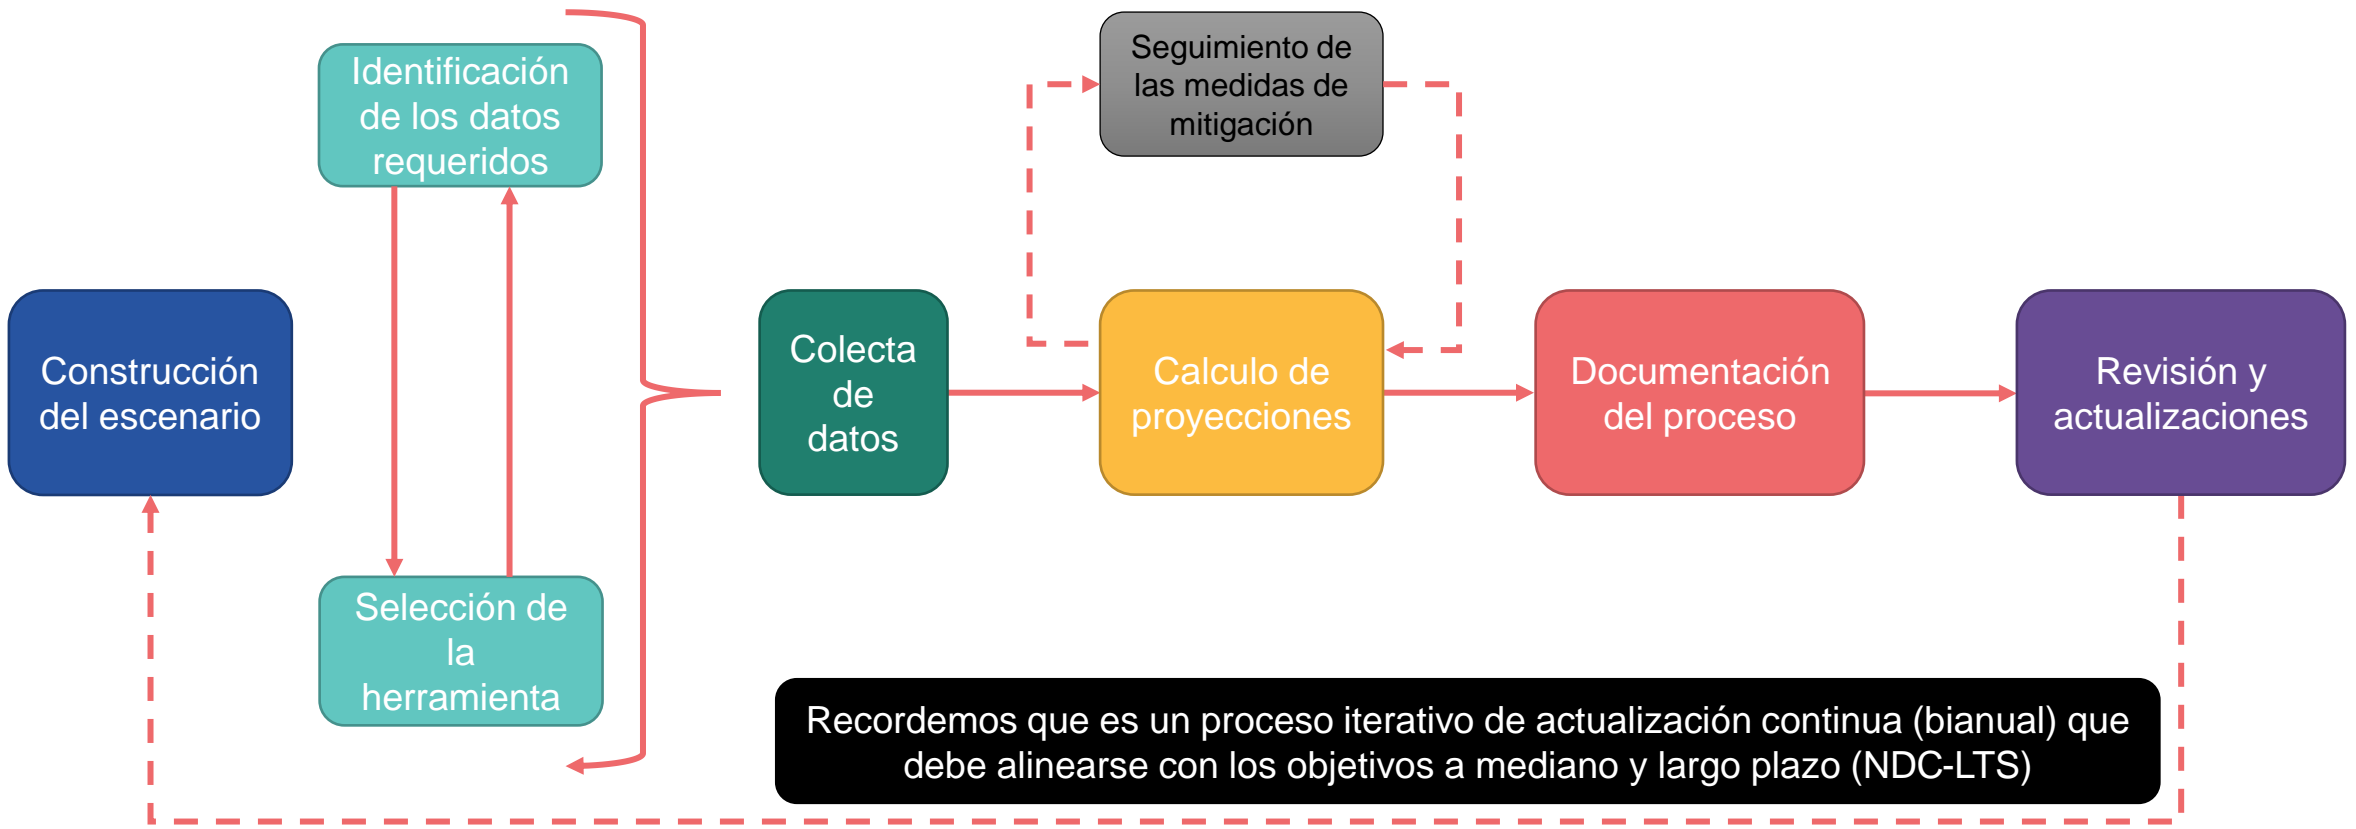 Construcción
del escenario
Identificación
de los datos
requeridos
Selección de
la
herramienta
Colecta
de
datos
Seguimiento de
las medidas de
mitigación
Calculo de
proyecciones
Documentación
del proceso
Revisión y
actualizaciones
Recordemos que es un proceso iterativo de actualización continua (bianual) que
debe alinearse con los objetivos a mediano y largo plazo (NDC-LTS)